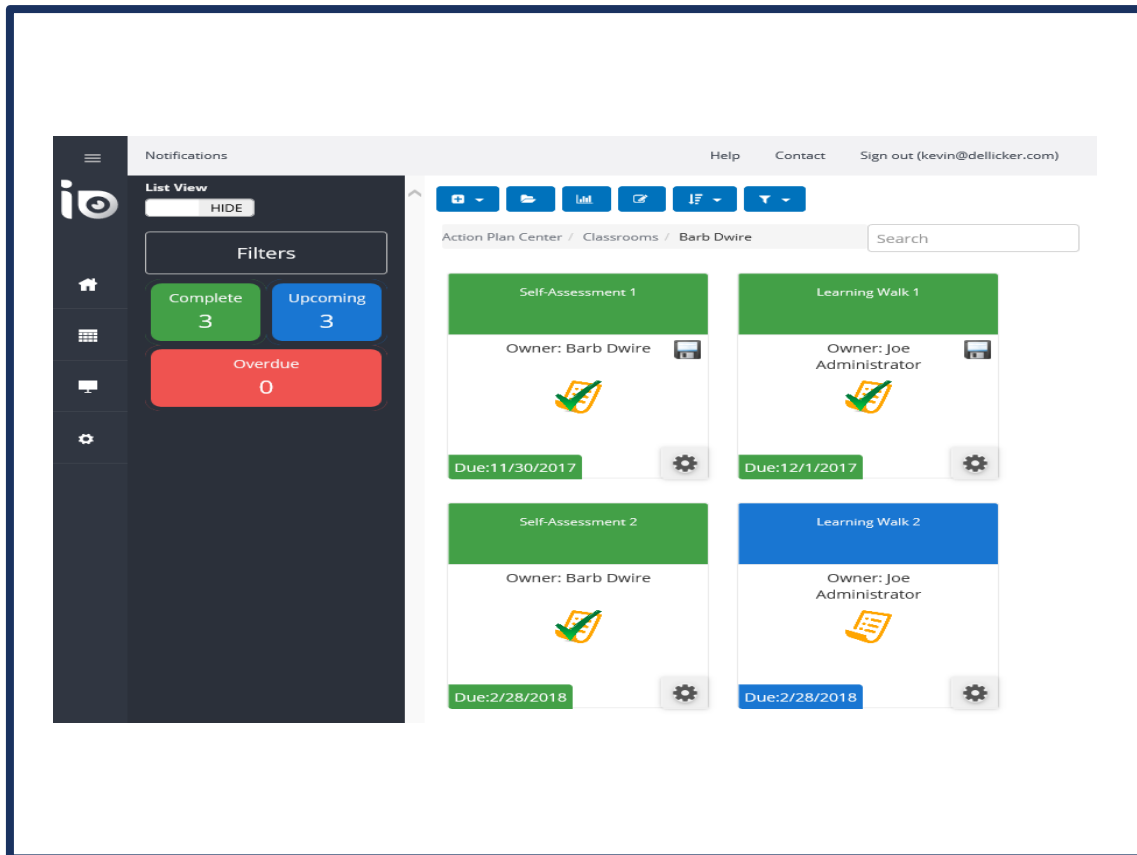 Notifications
Help
Contact
Sign out (kevin@dellicker.com)
io
List View
HIDE
Filters
Complete
3
Upcoming
3
Overdue
0
Action Plan Center / Classrooms / Barb Dwire
Search
Self-Assessment 1
Owner: Barb Dwire
Due:11/30/2017
Learning Walk 1
Owner: Joe
Administrator
Due:12/1/2017
Self-Assessment 2
Owner: Barb Dwire
Due:2/28/2018
Learning Walk 2
Owner: Joe
Administrator
Due:2/28/2018